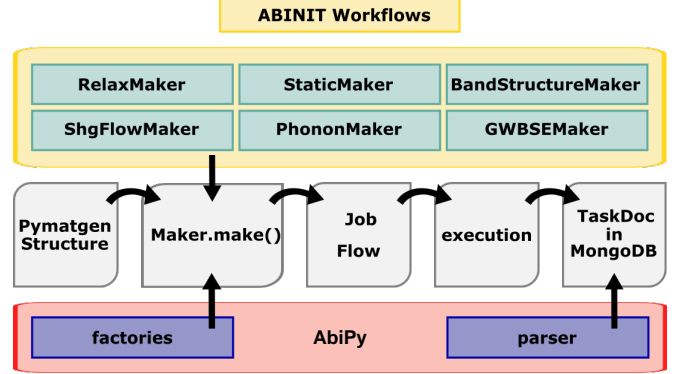 ABINIT Workflows
RelaxMaker
StaticMaker
BandStructureMaker
ShgFlowMaker
PhononMaker
GWBSEMaker
Pymatgen
Structure
Maker.make()
Job
Flow
execution
TaskDoc
in
MongoDB
factories
AbiPy
parser